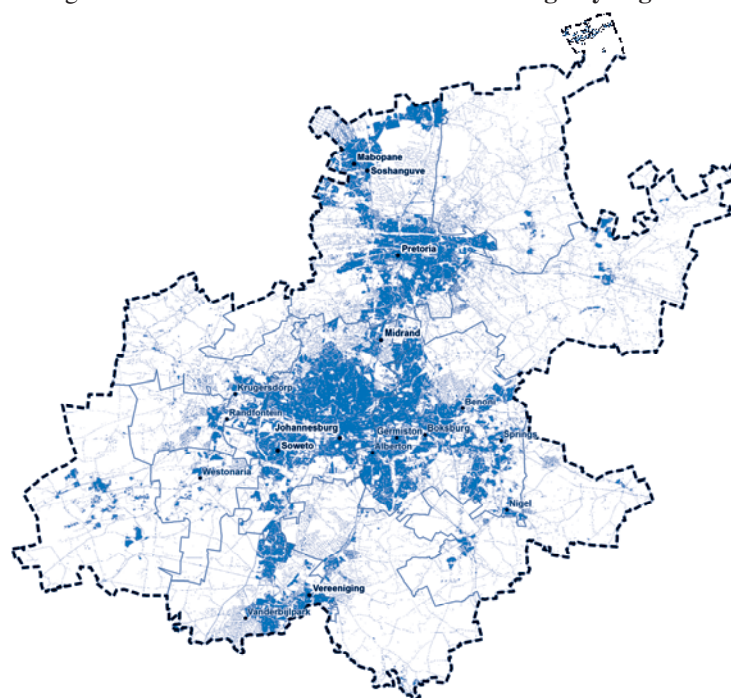 Mabopane
Soshanguve
Pretoria
Midrand
Krugersdorp
Randfontein
Benoni
Johannesburg
Germiston
Boksburg
Springs
Soweto
Alberton
Westonaria
Nigel
Vereeniging
Vanderbijlpark